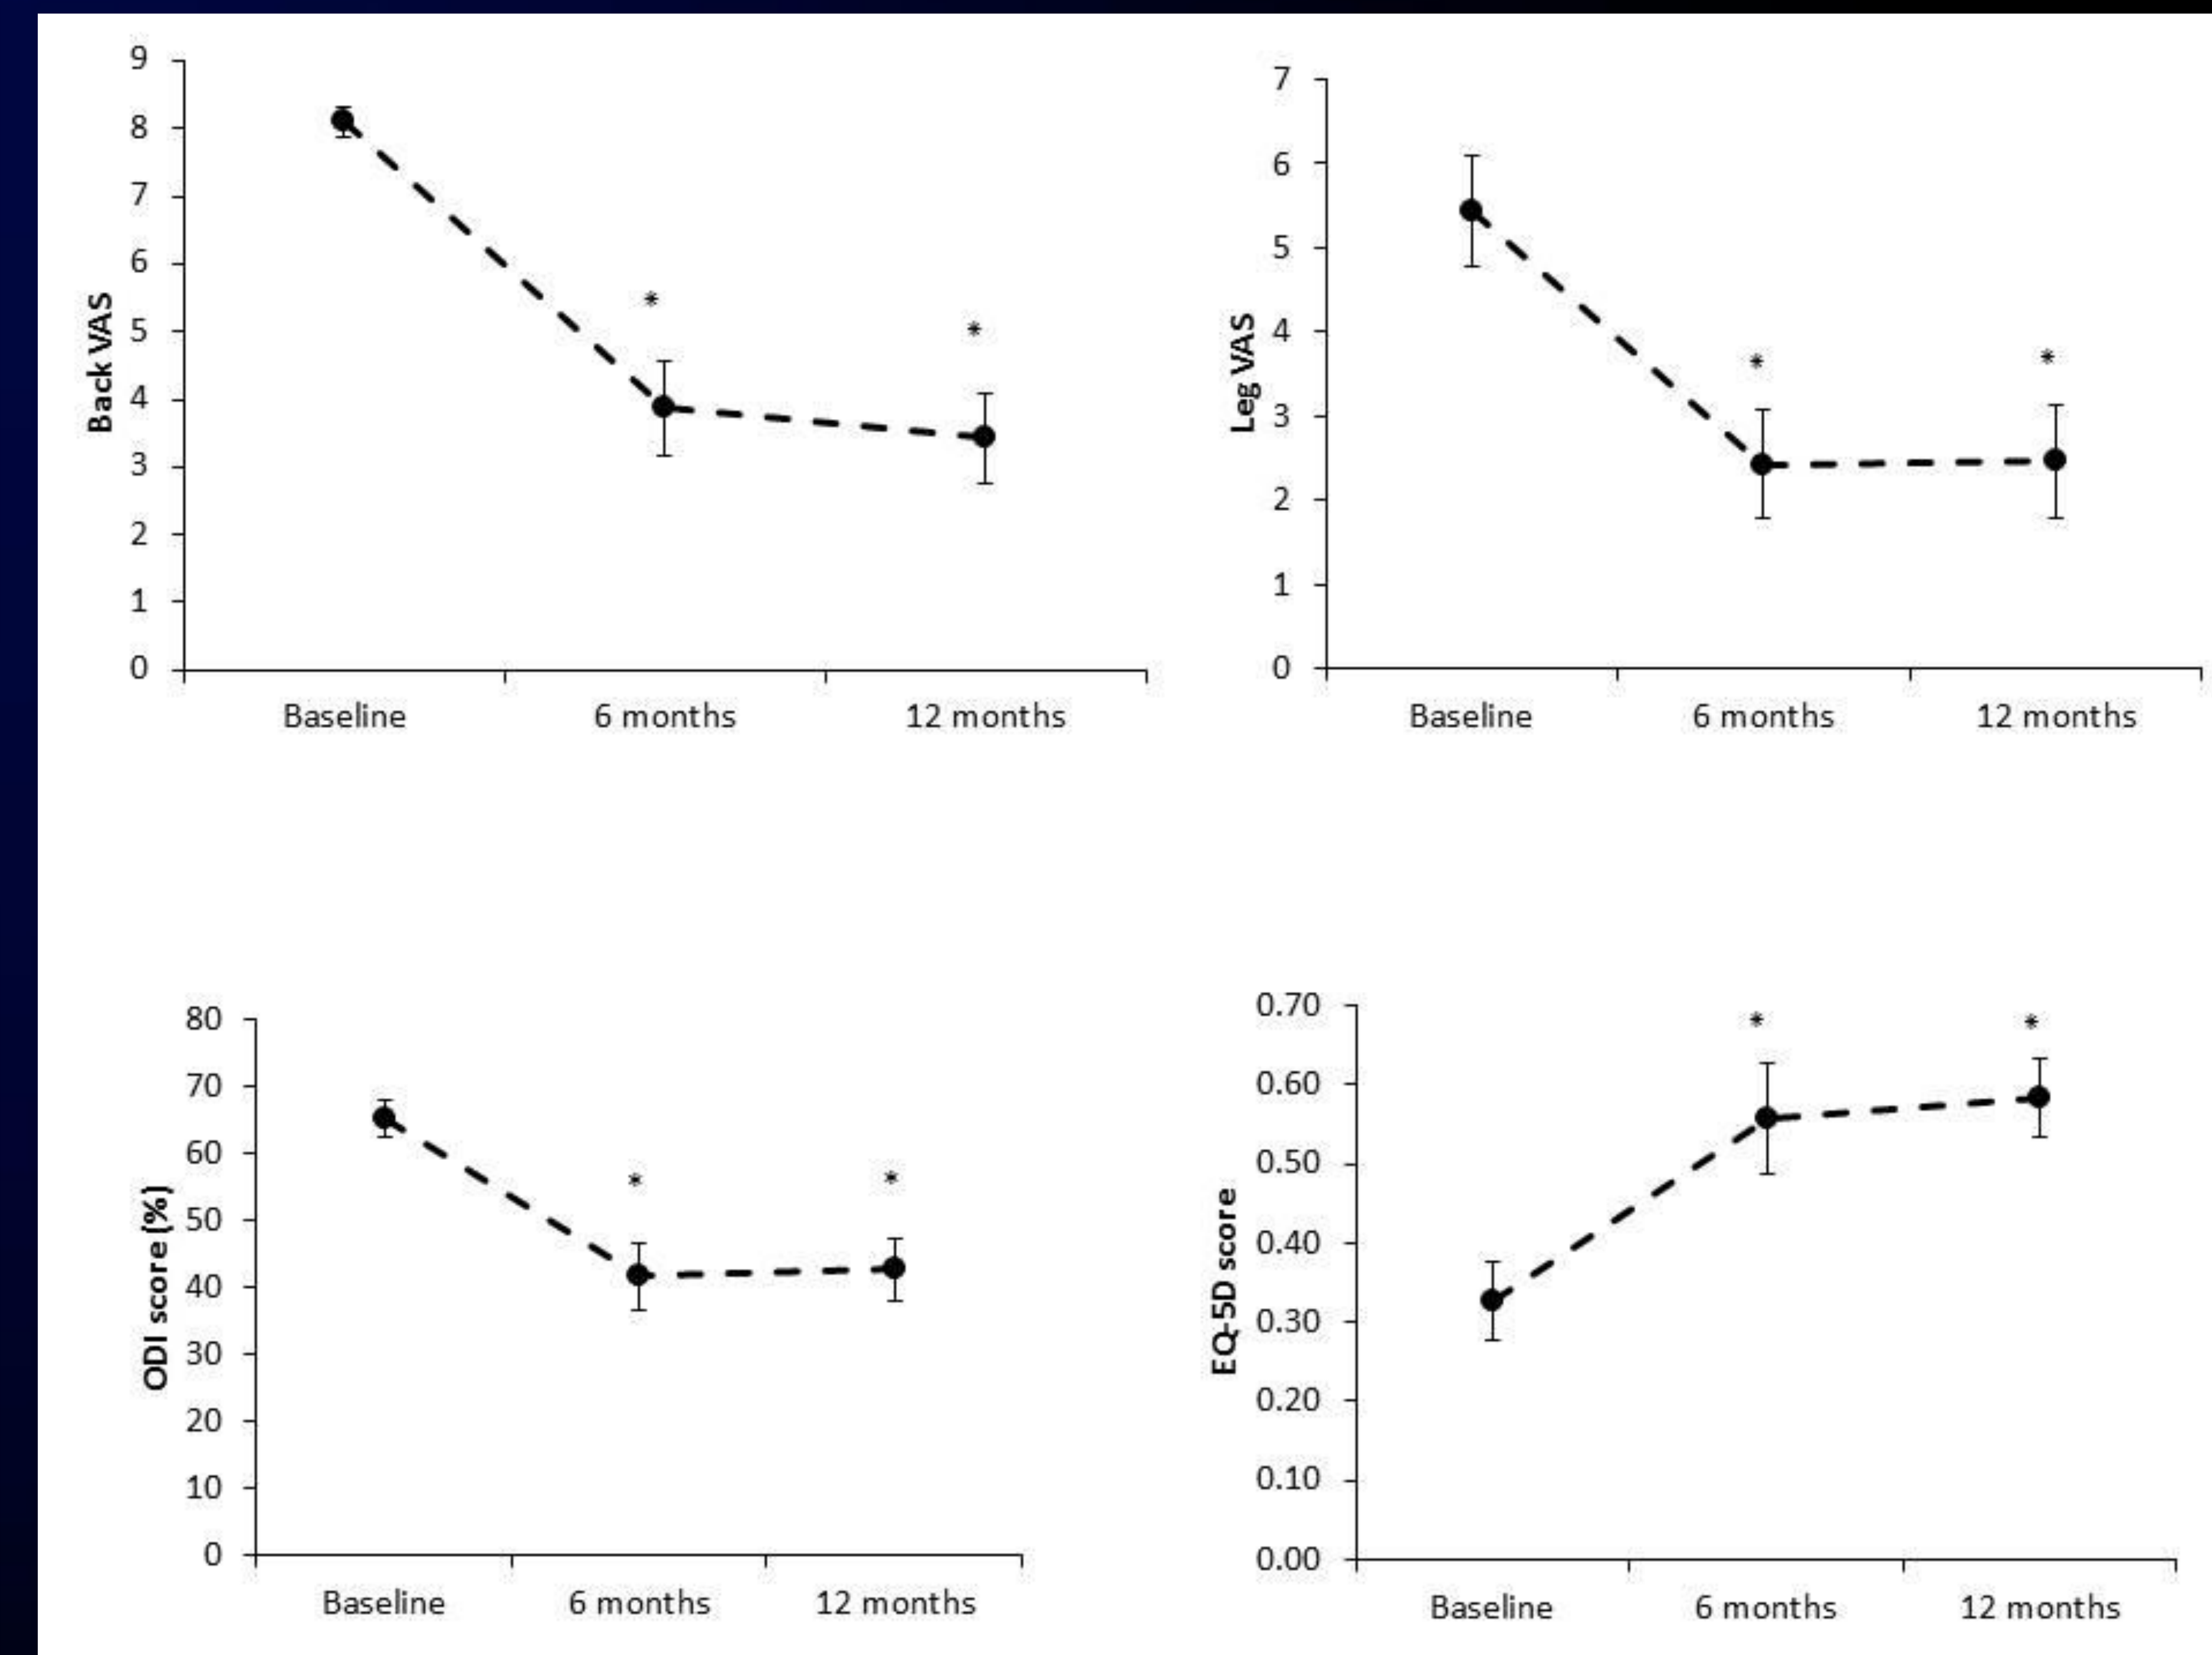 Back VAS
9
8
7
6
5
4
3
2
1
0
*
*
Baseline
6 months
12 months
Leg VAS
7
6
5
4
3
2
1
0
*
*
Baseline
6 months
12 months
ODI score (%)
80
70
60
50
40
30
20
10
0
*
*
Baseline
6 months
12 months
EQ-5D score
0.70
0.60
0.50
0.40
0.30
0.20
0.10
0.00
*
*
Baseline
6 months
12 months